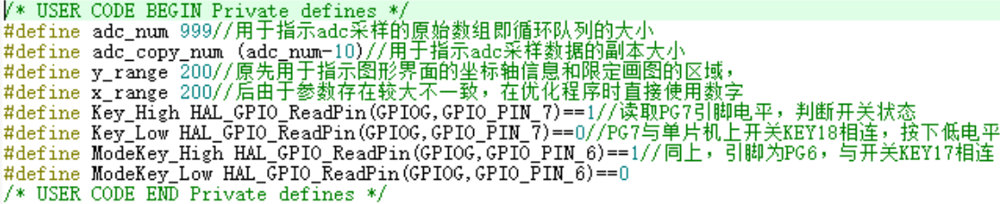 /* USER CODE BEGIN Private defines */
#define adc_num 999//用于指示adc采样的原始数组即循环队列的大小
#define adc_copy_num (adc_num-10)//用于指示adc采样数据的副本大小
#define y_range 200//原先用于指示图形界面的坐标轴信息和限定画图的区域，
#define x_range 200//后由于参数存在较大不一致，在优化程序时直接使用数字
#define Key_High HAL_GPIO_ReadPin(GPIOG,GPIO_PIN_7)==1//读取PG7引脚电平，判断开关状态
#define Key_Low HAL_GPIO_ReadPin(GPIOG,GPIO_PIN_7)==0//PG7与单片机上开关KEY18相连，按下低电平
#define ModeKey_High HAL_GPIO_ReadPin(GPIOG,GPIO_PIN_6)==1//同上，引脚为PG6，与开关KEY17相连
#define ModeKey_Low HAL_GPIO_ReadPin(GPIOG,GPIO_PIN_6)==0
/* USER CODE END Private defines */